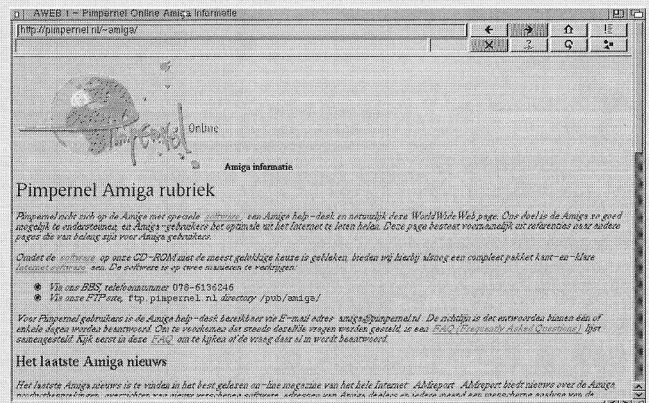 AWEB 1 - Pimpernel Online Amiga Informatie
http://pimpernel.nl/~amiga/
Pimpernel Online
Amiga informatie
Pimpernel Amiga rubriek
Pimpernel richt zich op de Amiga met speciale software, een Amiga help-desk en natuurlijk deze WorldWide Web page. Ons doel is de Amiga zo goed
mogelijk te ondersteunen, en Amiga-gebruikers het optimale uit het Internet te laten halen. Deze page bestaat voornamelijk uit referenties naar andere
pages die van belang zijn voor Amiga gebruikers.
Omdat de software op onze CD-ROM niet de meest gelukkige keuze is gebleken, bieden wij hierbij alsnog een compleet pakket kant-en-klare
Internet software aan. De software is op twee manieren te verkrijgen:
Via ons BBS, telefoonnummer 078-6136246
Via onze FTP site, ftp.pimpernel.nl directory /pub/amiga/
Voor Pimpernel gebruikers is de Amiga help-desk bereikbaar via E-mail adres amiga@pimpernel.nl. De richtlijn is dat antwoorden binnen één of
enkele dagen worden beantwoord. Om te voorkomen dat steeds dezelfde vragen worden gesteld, is een FAQ (Frequently Asked Questions) lijst
samengesteld. Kijk eerst in deze FAQ om te kijken of de vraag daar al in wordt beantwoord.
Het laatste Amiga nieuws
Het laatste Amiga nieuws is te vinden in het best gelezen on-line magazine van het hele Internet: AMreport. AMreport biedt nieuws over de Amiga,